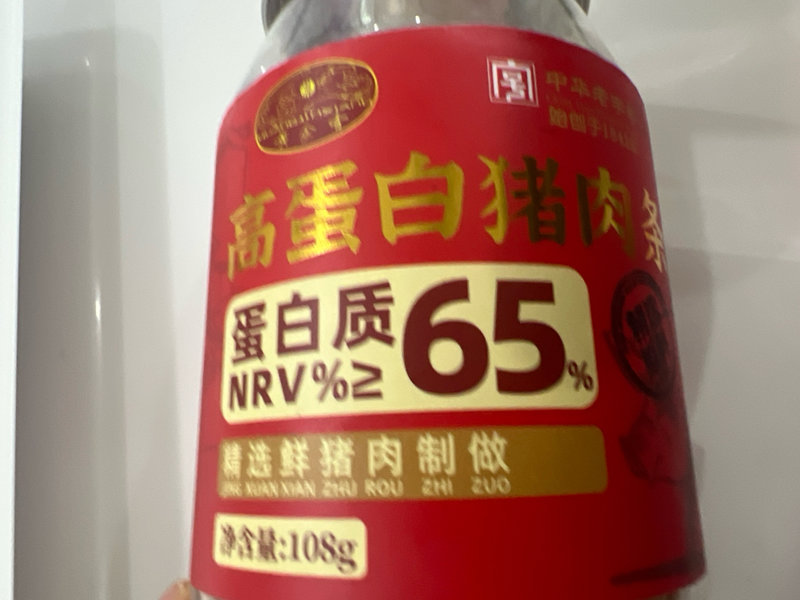 中华老字号
高蛋白猪肉条
蛋白质
NRV%≥65%
精选鲜猪肉制做
JING XUAN XIAN ZHU ROU ZHI ZUO
净含量:108g